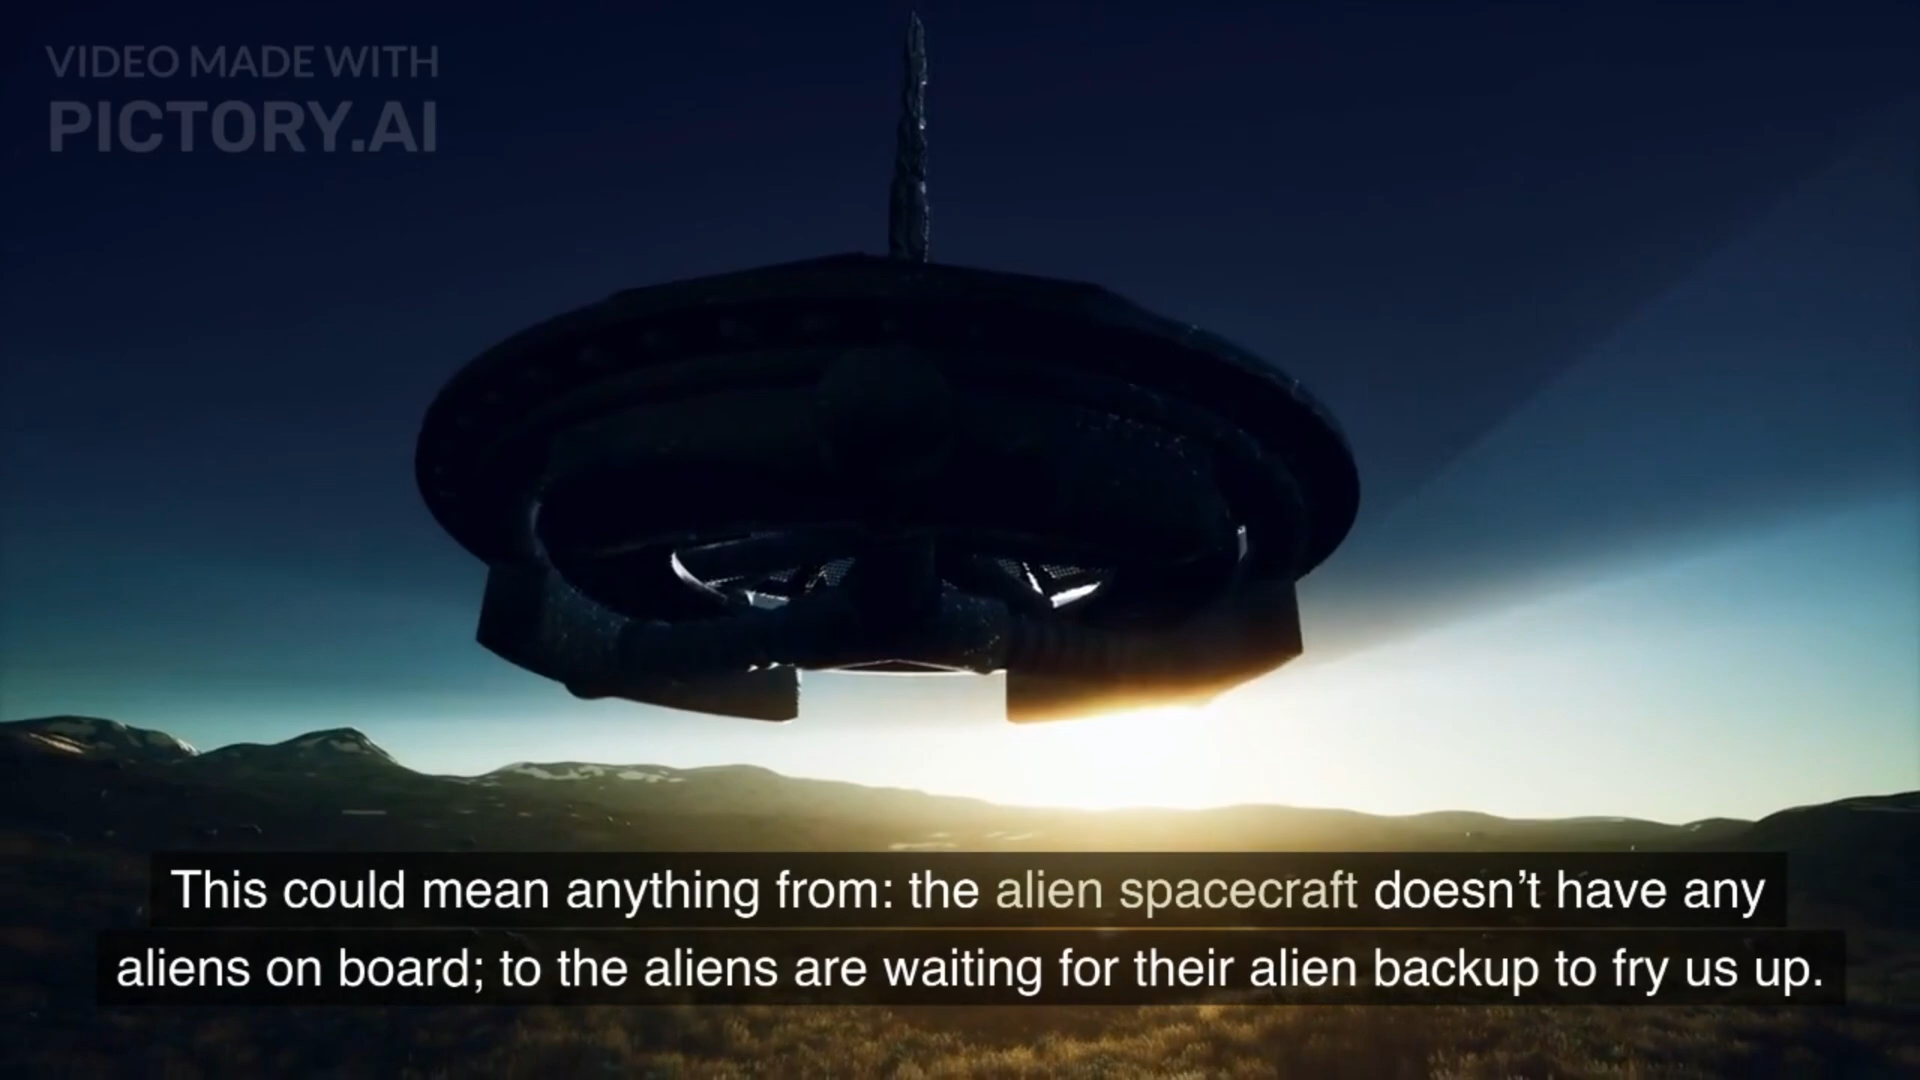 VIDEO MADE WITH
PICTORY.AI
This could mean anything from: the alien spacecraft doesn’t have any
aliens on board; to the aliens are waiting for their alien backup to fry us up.